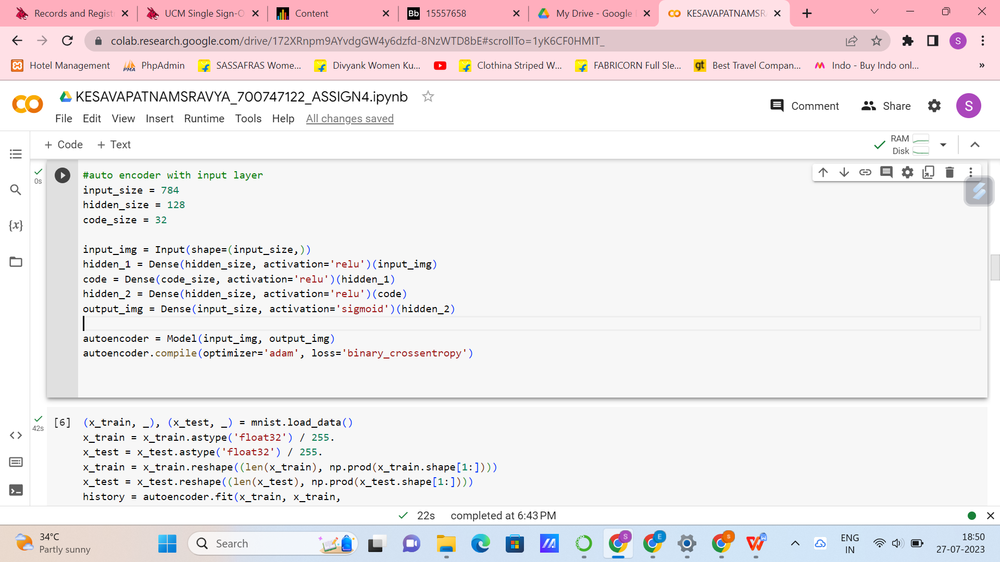 Records and Regist
UCM Single Sign-O
Content
Bb 15557658
My Drive - Google
KESAVAPATNAMSR
colab.research.google.com/drive/172XRnpm9AYvdgGW4y6dzfd-8NzWTD8bE#scrollTo=1yK6CF0HMIT_
S
Hotel Management
PMA PhpAdmin
SASSAFRAS Wome...
Divyank Women Ku...
Clothina Striped W...
FABRICORN Full Sle...
gt Best Travel Compan...
Indo - Buy Indo onl...
»
KESAVAPATNAMSRAVYA_700747122_ASSIGN4.ipynb
Comment
Share
S
File Edit View Insert Runtime Tools Help All changes saved
+ Code + Text
RAM
Disk
0s
#auto encoder with input layer
input_size = 784
hidden_size = 128
code_size = 32
input_img = Input(shape=(input_size,))
hidden_1 = Dense(hidden_size, activation='relu')(input_img)
code = Dense(code_size, activation='relu')(hidden_1)
hidden_2 = Dense(hidden_size, activation='relu')(code)
output_img = Dense(input_size, activation='sigmoid')(hidden_2)
autoencoder = Model(input_img, output_img)
autoencoder.compile(optimizer='adam', loss='binary_crossentropy')
{x}
42s
[6] (x_train, _), (x_test, _) = mnist.load_data()
x_train = x_train.astype('float32') / 255.
x_test = x_test.astype('float32') / 255.
x_train = x_train.reshape((len(x_train), np.prod(x_train.shape[1:])))
x_test = x_test.reshape((len(x_test), np.prod(x_test.shape[1:])))
history = autoencoder.fit(x_train, x_train,
22s completed at 6:43 PM
34°C
Partly sunny
Search
S
E
S
W
ENG
IN
18:50
27-07-2023